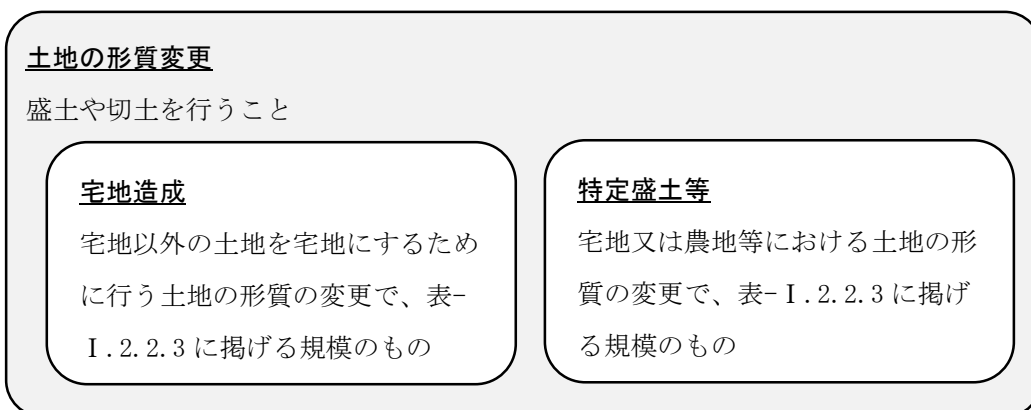 土地の形質変更
盛土や切土を行うこと
宅地造成
宅地以外の土地を宅地にするため
に行う土地の形質の変更で、表-
Ⅰ.2.2.3 に掲げる規模のもの
特定盛土等
宅地又は農地等における土地の形
質の変更で、表-Ⅰ.2.2.3 に掲げ
る規模のもの